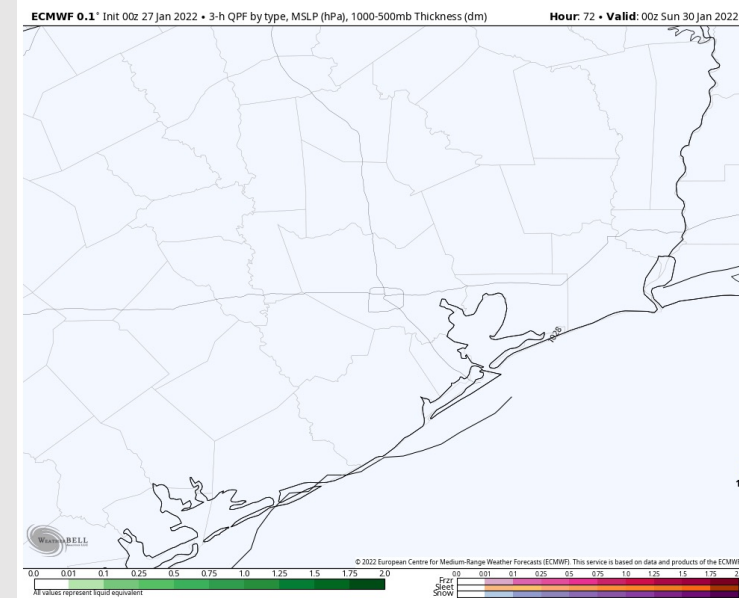 ECMWF 0.1° Init 00z 27 Jan 2022 • 3-h QPF by type, MSLP (hPa), 1000-500mb Thickness (dm) Hour: 72 • Valid: 00z Sun 30 Jan 2022
1028
1
WEATHERBELL
© 2022 European Centre for Medium-Range Weather Forecasts (ECMWF). This service is based on data and products of the ECMWF
0.0 0.01 0.1 0.25 0.5 0.75 1.0 1.25 1.5 1.75 2.0
All values represent liquid equivalent
0.0 0.01 0.1 0.25 0.5 0.75 1.0 1.25 1.5 1.75 2.
Frzr
Sleet
Snow